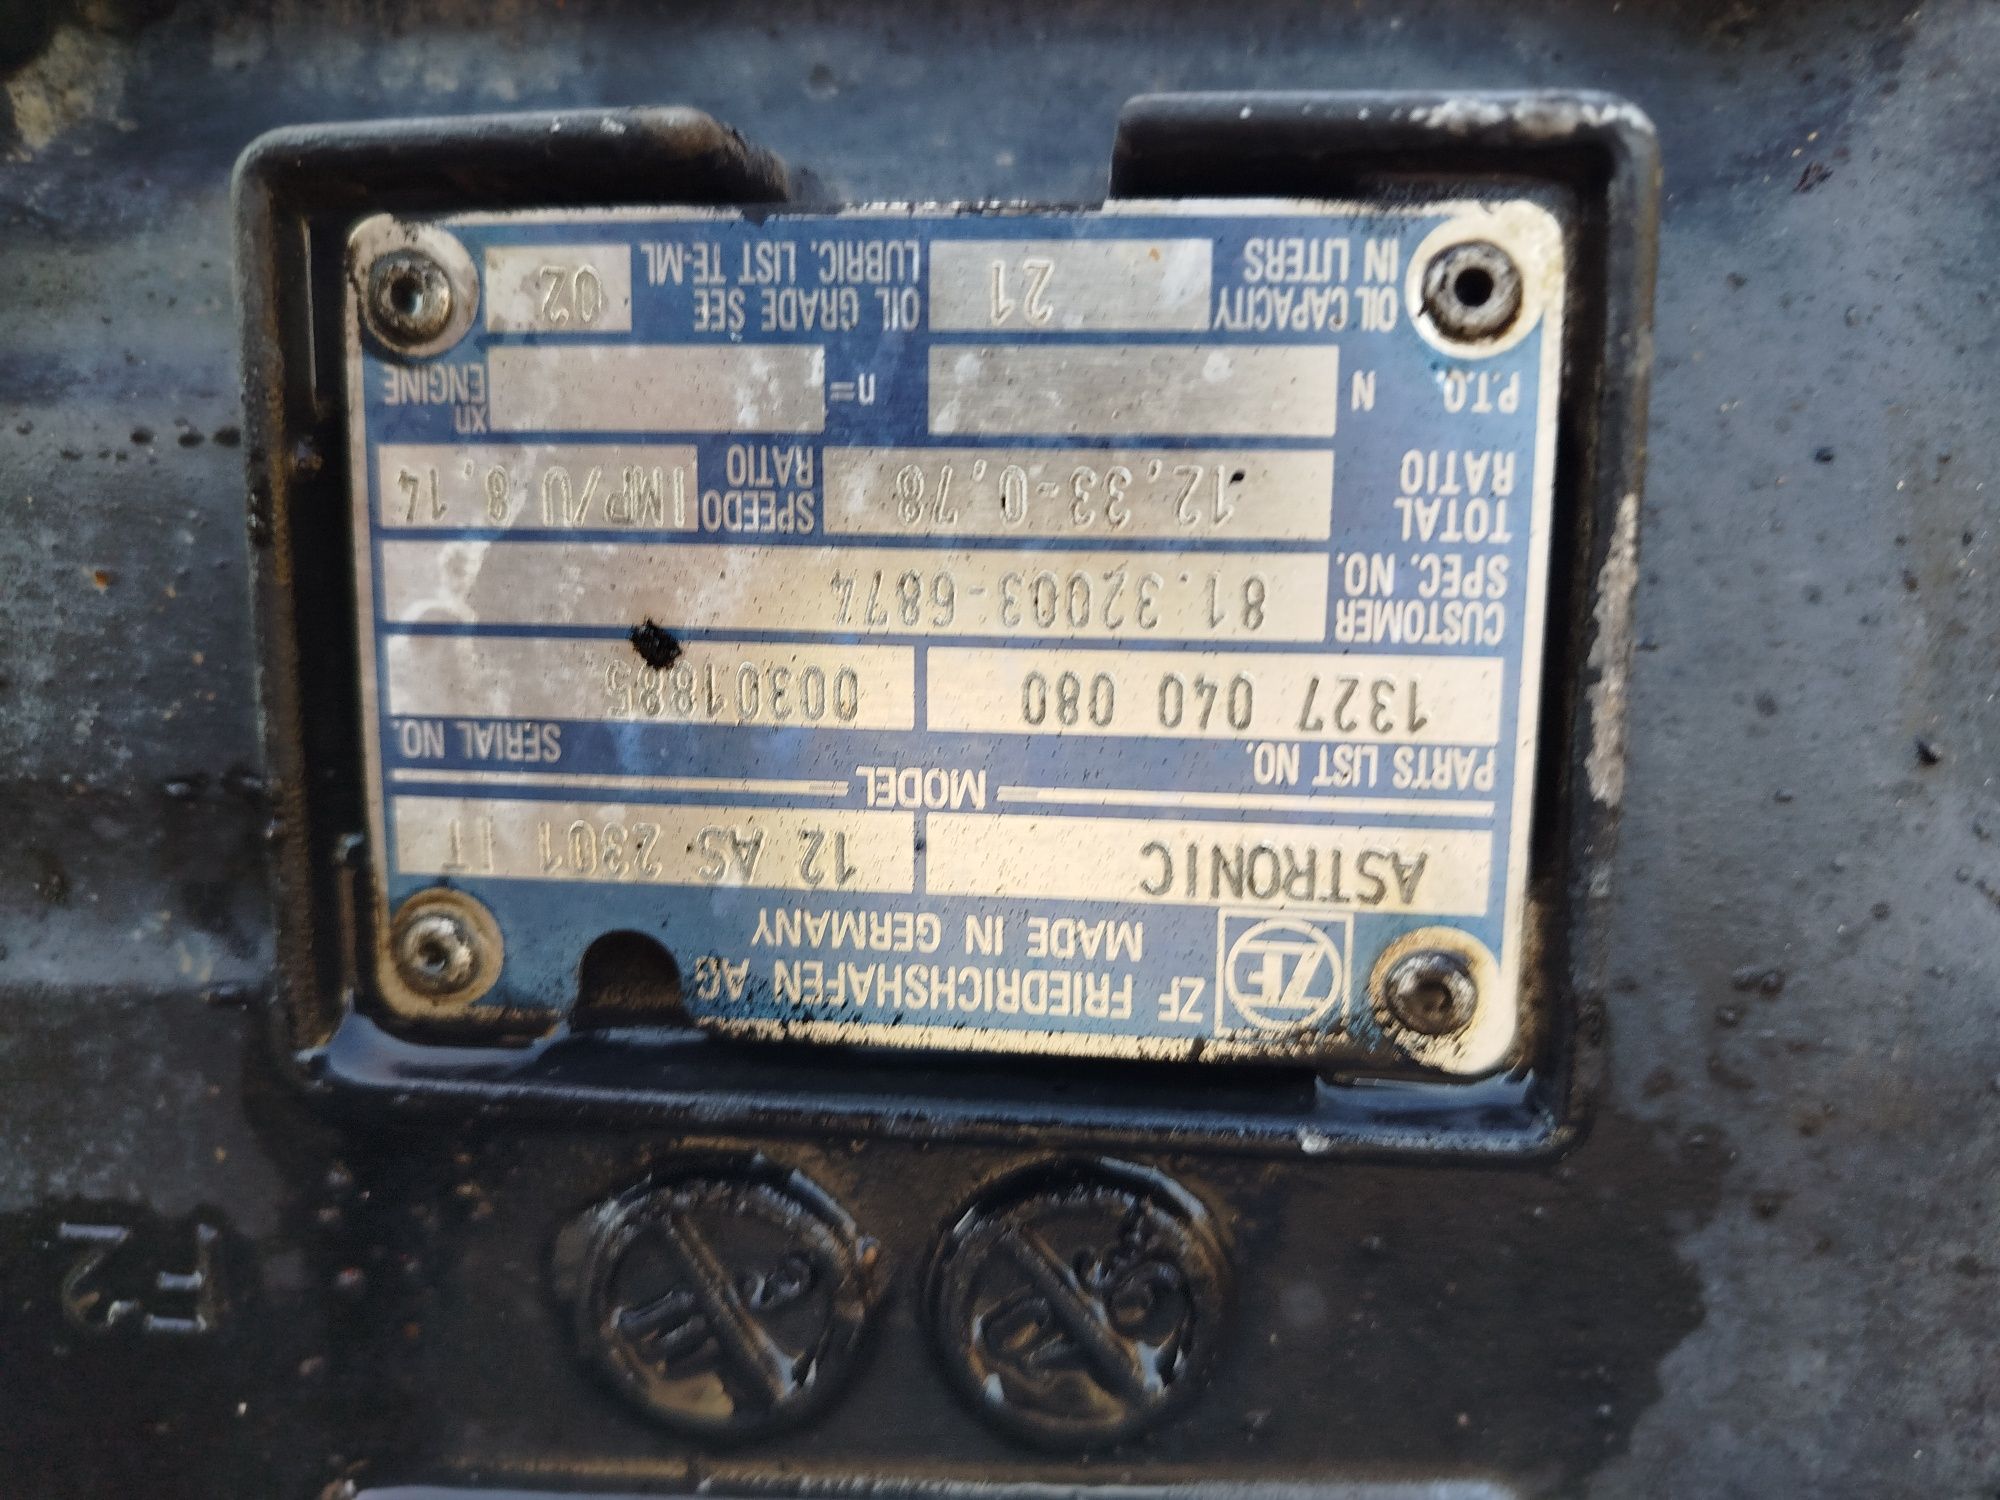 ZF FRIEDRICHSHAFEN AG
MADE IN GERMANY
ASTRONIC 12 AS 2301 IT
MODEL
PARTS LIST NO. SERIAL NO.
1327 040 080 00301885
CUSTOMER SPEC. NO. 81.32003-6874
TOTAL RATIO 12,33-0,78 SPEEDO RATIO IMP/U 8,14
P.T.O. N n= xn ENGINE
OIL CAPACITY IN LITERS 21 OIL GRADE SEE LUBRIC. LIST TE-ML 02